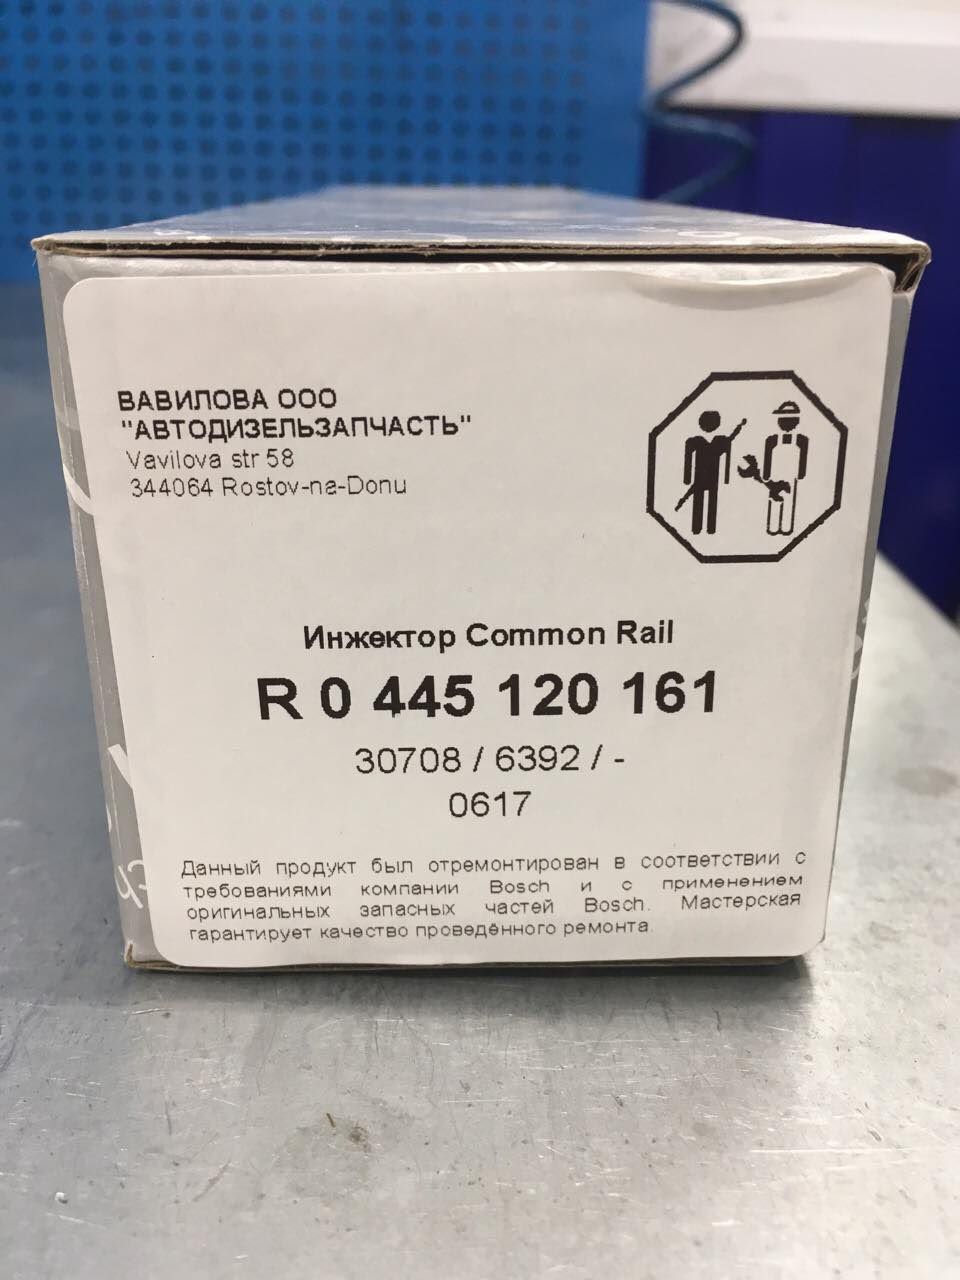 ВАВИЛОВА ООО
"АВТОДИЗЕЛЬЗАПЧАСТЬ"
Vavilova str 58
344064 Rostov-na-Donu
Инжектор Common Rail
R 0 445 120 161
30708 / 6392 / -
0617
Данный продукт был отремонтирован в соответствии с
требованиями компании Bosch и с применением
оригинальных запасных частей Bosch. Мастерская
гарантирует качество проведённого ремонта.